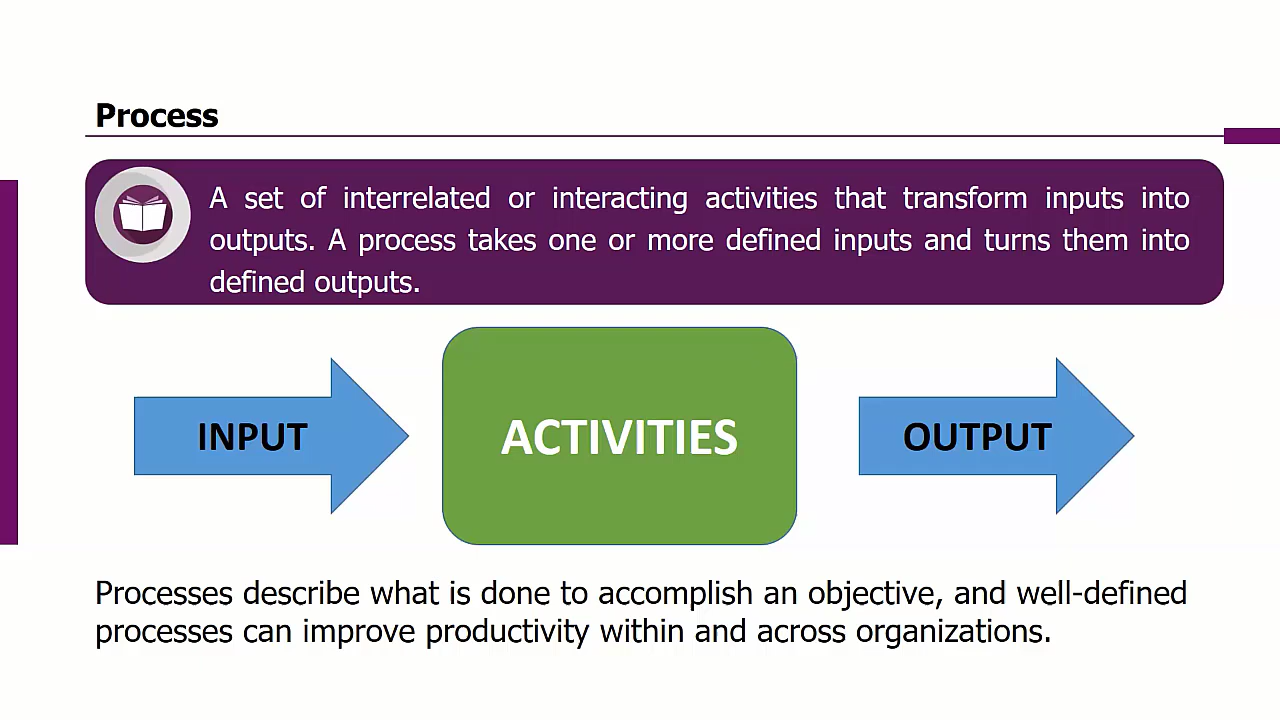 Process
A set of interrelated or interacting activities that transform inputs into
outputs. A process takes one or more defined inputs and turns them into
defined outputs.
INPUT
ACTIVITIES
OUTPUT
Processes describe what is done to accomplish an objective, and well-defined
processes can improve productivity within and across organizations.